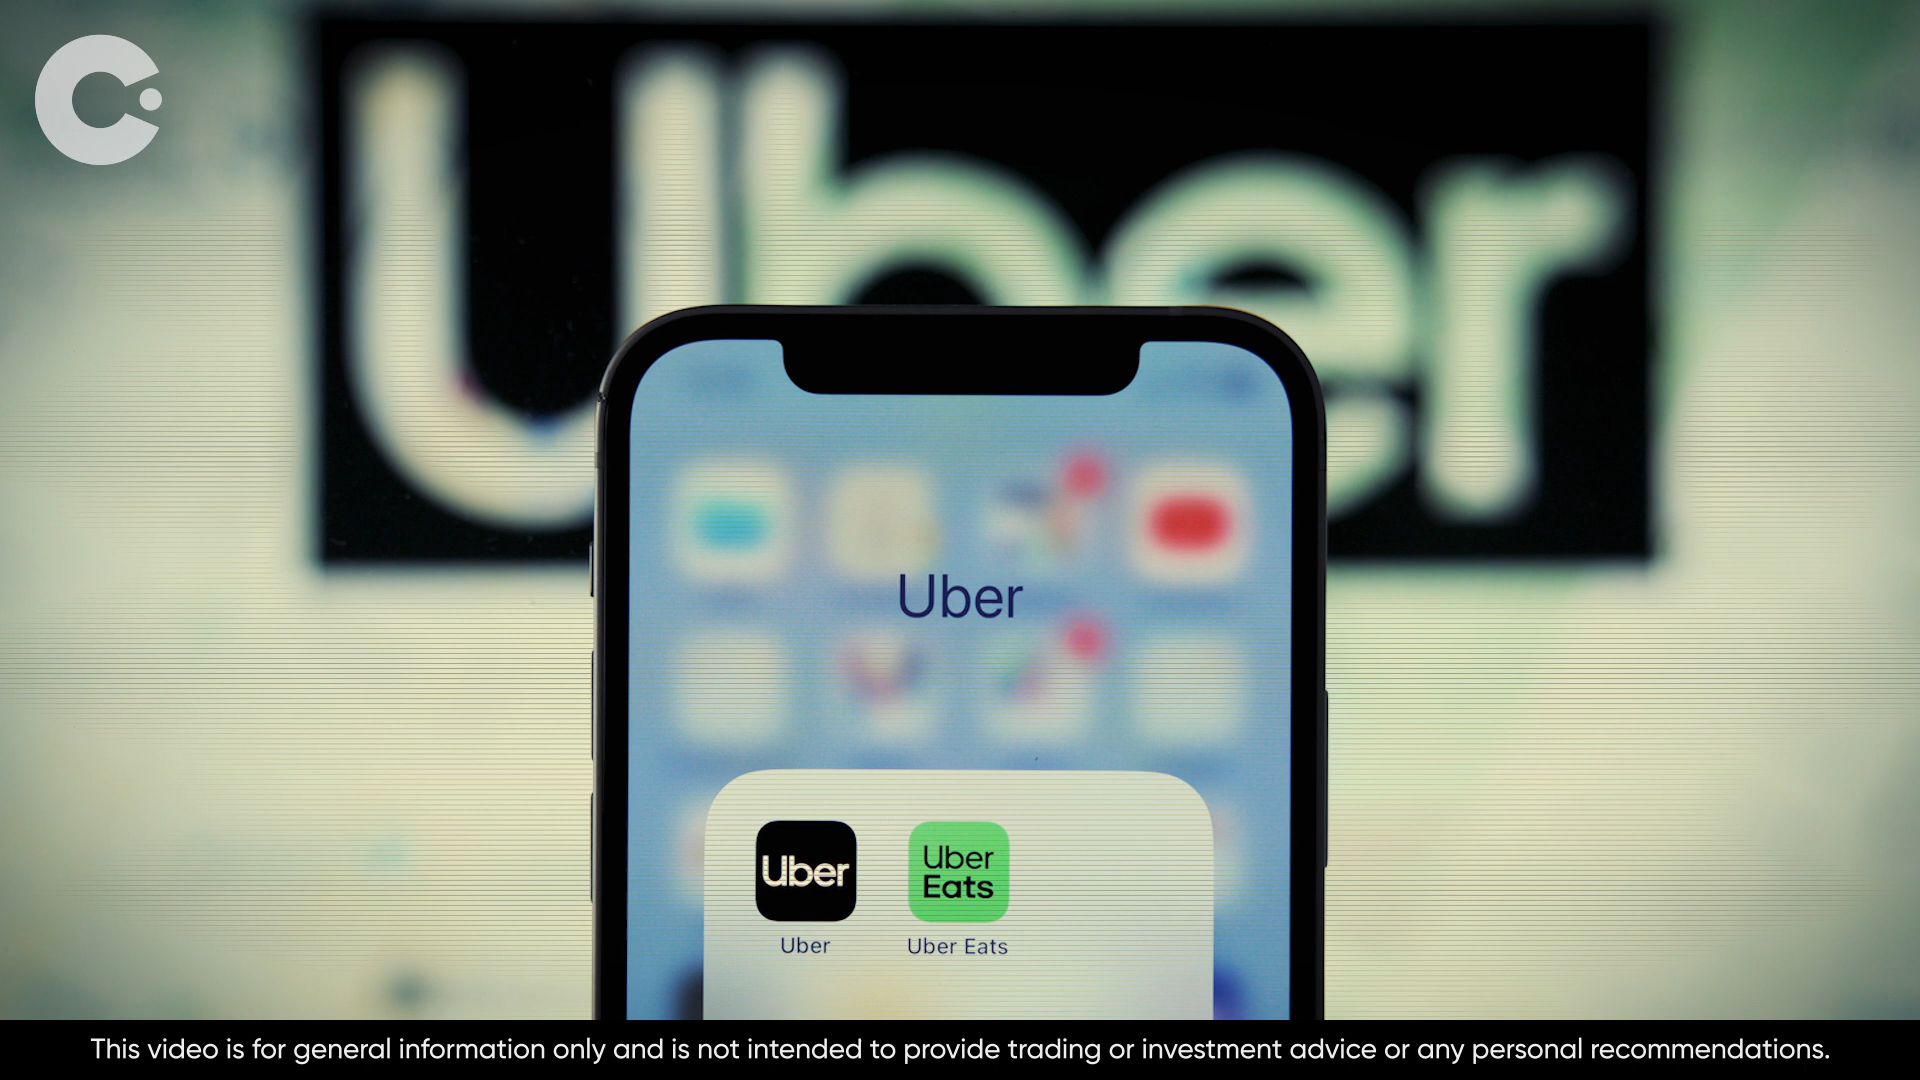 Uber
Uber
Uber
Uber
Eats
Uber
Uber Eats
This video is for general information only and is not intended to provide trading or investment advice or any personal recommendations.